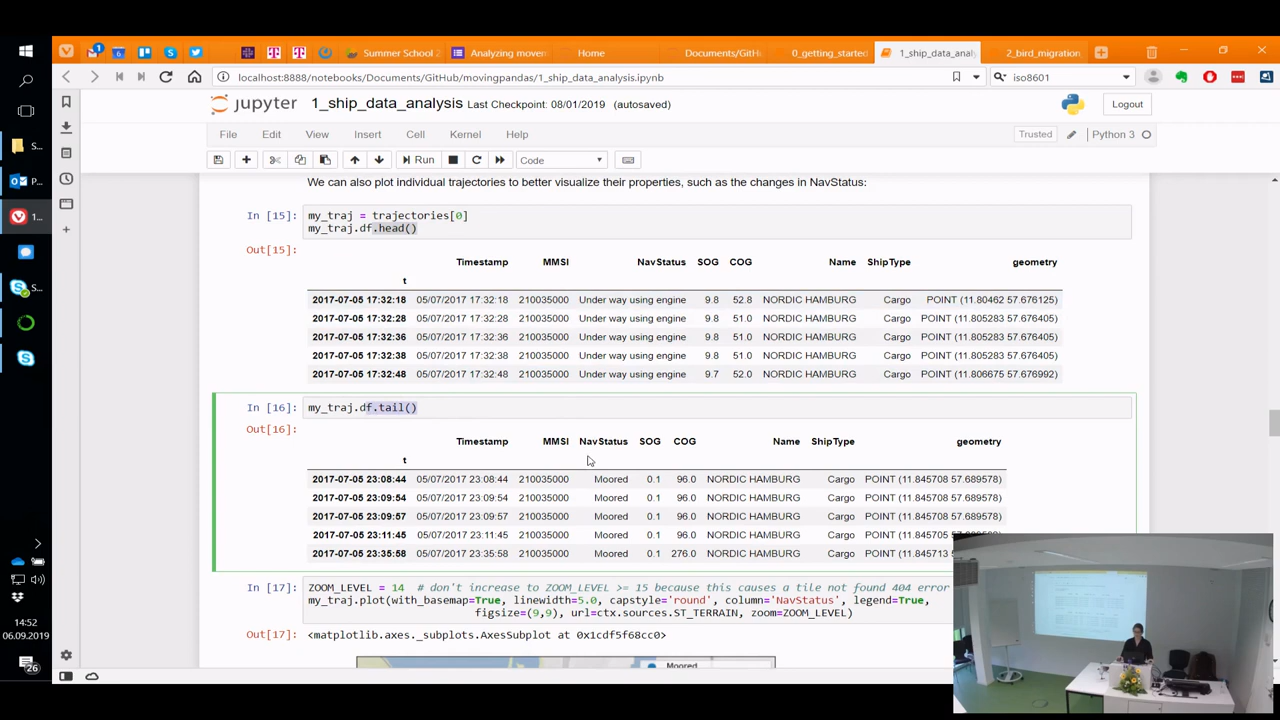 1
6
Summer School 2
Analyzing movem
Home
Documents/GitH
0_getting_started
1_ship_data_analy
2_bird_migration
localhost:8888/notebooks/Documents/GitHub/movingpandas/1_ship_data_analysis.ipynb
iso8601
jupyter 1_ship_data_analysis Last Checkpoint: 08/01/2019 (autosaved)
Logout
File Edit View Insert Cell Kernel Help
Trusted
Python 3
Run
Code
We can also plot individual trajectories to better visualize their properties, such as the changes in NavStatus:
In [15]: my_traj = trajectories[0]
my_traj.df.head()
Out[15]:
Timestamp MMSI NavStatus SOG COG Name ShipType geometry
t
2017-07-05 17:32:18 05/07/2017 17:32:18 210035000 Under way using engine 9.8 52.8 NORDIC HAMBURG Cargo POINT (11.80462 57.676125)
2017-07-05 17:32:28 05/07/2017 17:32:28 210035000 Under way using engine 9.8 51.0 NORDIC HAMBURG Cargo POINT (11.805283 57.676405)
2017-07-05 17:32:36 05/07/2017 17:32:36 210035000 Under way using engine 9.8 51.0 NORDIC HAMBURG Cargo POINT (11.805283 57.676405)
2017-07-05 17:32:38 05/07/2017 17:32:38 210035000 Under way using engine 9.8 51.0 NORDIC HAMBURG Cargo POINT (11.805283 57.676405)
2017-07-05 17:32:48 05/07/2017 17:32:48 210035000 Under way using engine 9.7 52.0 NORDIC HAMBURG Cargo POINT (11.806675 57.676992)
In [16]: my_traj.df.tail()
Out[16]:
Timestamp MMSI NavStatus SOG COG Name ShipType geometry
t
2017-07-05 23:08:44 05/07/2017 23:08:44 210035000 Moored 0.1 96.0 NORDIC HAMBURG Cargo POINT (11.845708 57.689578)
2017-07-05 23:09:54 05/07/2017 23:09:54 210035000 Moored 0.1 96.0 NORDIC HAMBURG Cargo POINT (11.845708 57.689578)
2017-07-05 23:09:57 05/07/2017 23:09:57 210035000 Moored 0.1 96.0 NORDIC HAMBURG Cargo POINT (11.845708 57.689578)
2017-07-05 23:11:45 05/07/2017 23:11:45 210035000 Moored 0.1 96.0 NORDIC HAMBURG Cargo POINT (11.845705
2017-07-05 23:35:58 05/07/2017 23:35:58 210035000 Moored 0.1 276.0 NORDIC HAMBURG Cargo POINT (11.845713
In [17]: ZOOM_LEVEL = 14 # don't increase to ZOOM_LEVEL >= 15 because this causes a tile not found 404 error
my_traj.plot(with_basemap=True, linewidth=5.0, capstyle='round', column='NavStatus', legend=True,
figsize=(9,9), url=ctx.sources.ST_TERRAIN, zoom=ZOOM_LEVEL)
Out[17]: <matplotlib.axes._subplots.AxesSubplot at 0x1cdf5f68cc0>
Moored
S...
P...
1...
S...
14:52
06.09.2019
26